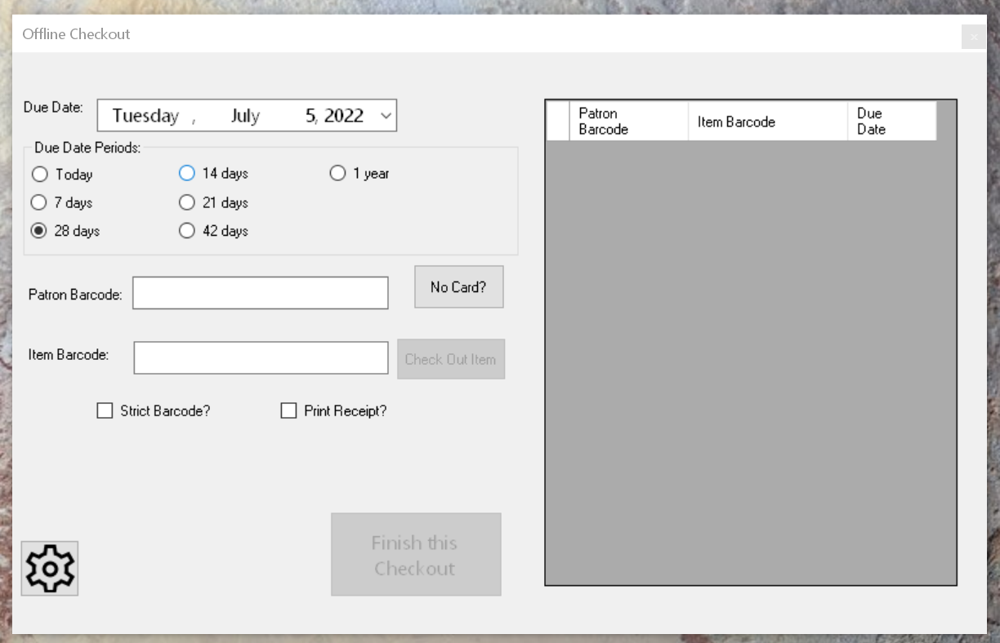 Offline Checkout
Due Date:
Tuesday , July 5, 2022
Due Date Periods:
Today
14 days
1 year
7 days
21 days
28 days
42 days
Patron Barcode:
No Card?
Item Barcode:
Check Out Item
Strict Barcode?
Print Receipt?
Finish this
Checkout
Patron
Barcode
Item Barcode
Due
Date